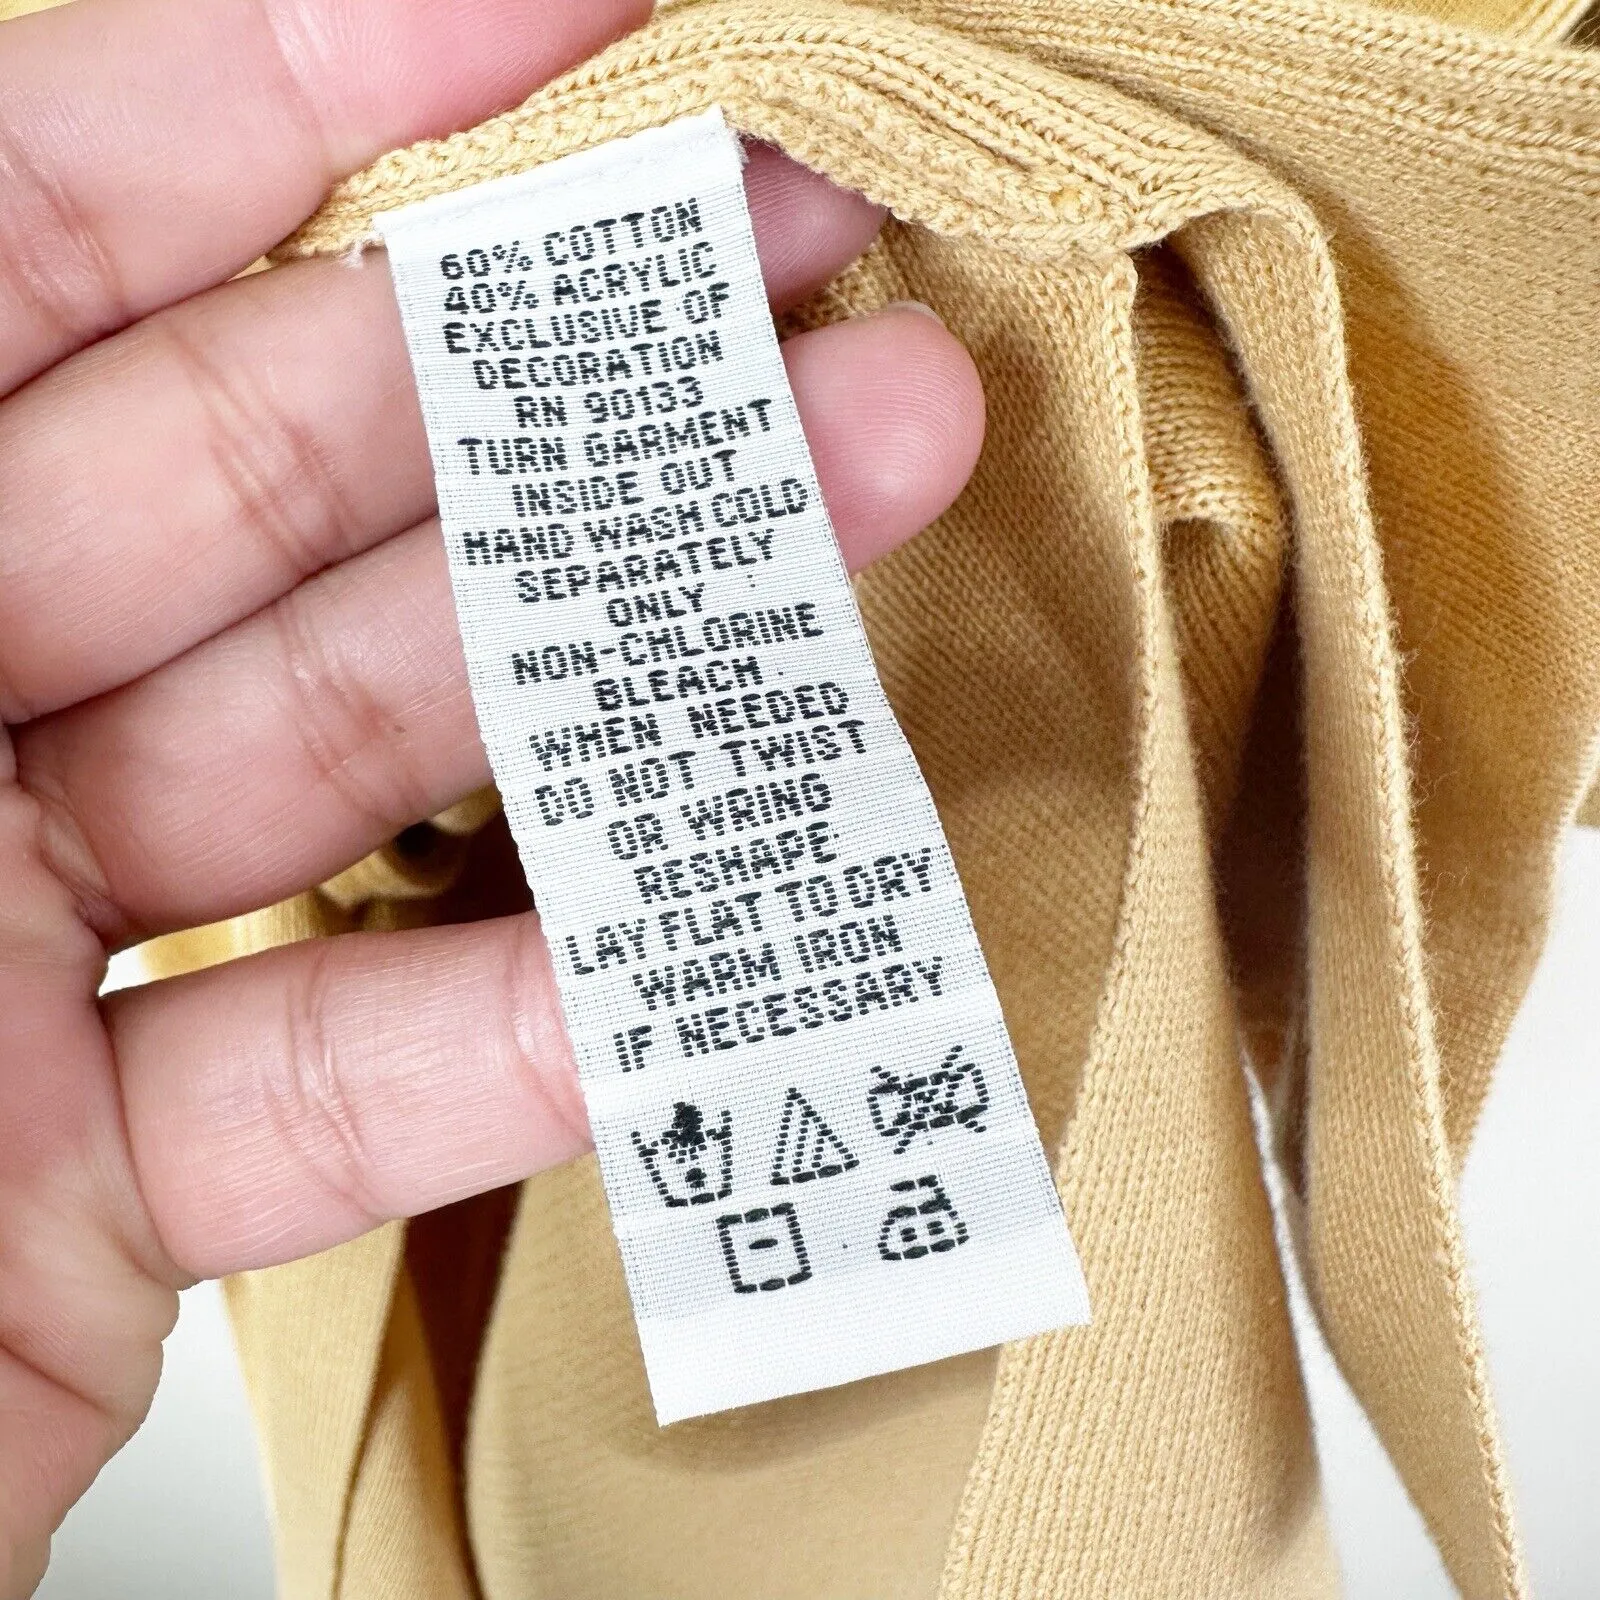 60% COTTON
40% ACRYLIC
EXCLUSIVE OF
DECORATION
RN 90133
TURN GARMENT
INSIDE OUT
HAND WASH COLD
SEPARATELY
ONLY
NON-CHLORINE
BLEACH
WHEN NEEDED
DO NOT TWIST
OR WRING
RESHAPE
LAY FLAT TO DRY
WARM IRON
IF NECESSARY